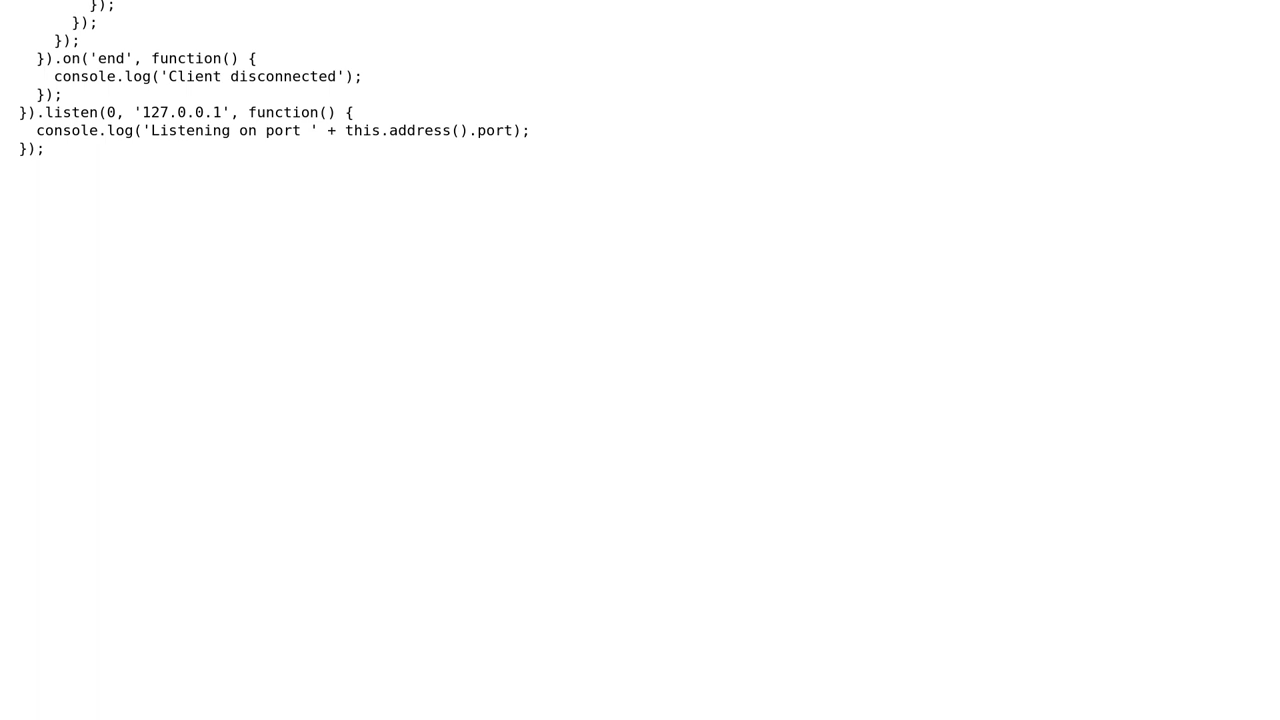 });
      });
    });
  }).on('end', function() {
    console.log('Client disconnected');
  });
}).listen(0, '127.0.0.1', function() {
  console.log('Listening on port ' + this.address().port);
});